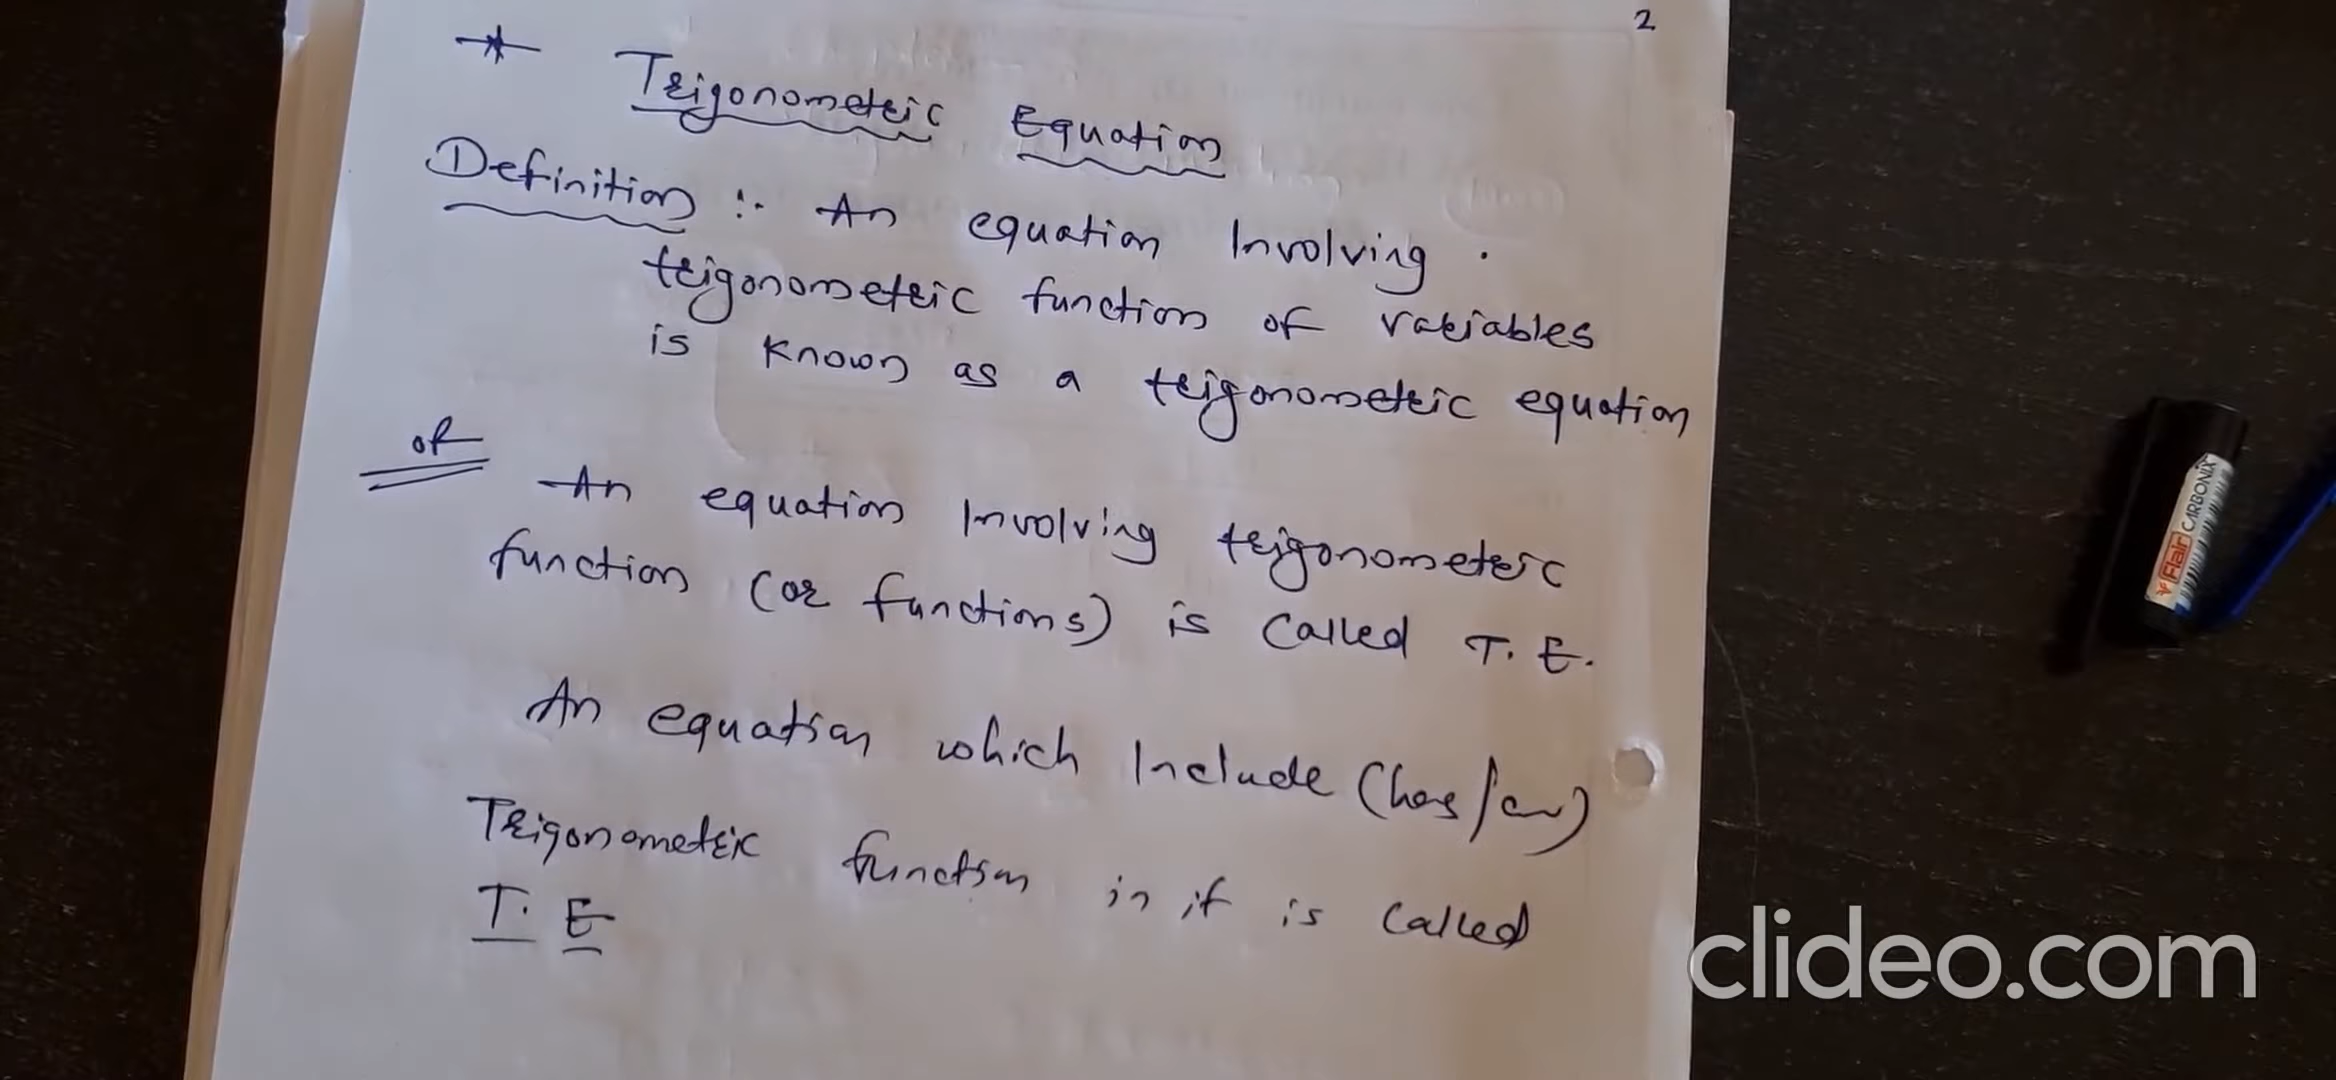 2
* Trigonometric Equation
Definition :- An equation Involving .
trigonometric function of variables
is known as a trigonometric equation
or
An equation Involving trigonometric
function (or functions) is called T. E.
An equation which Include (has/
Trigonometric function in it is called
T. E
Flair CARBONIX
clideo.com